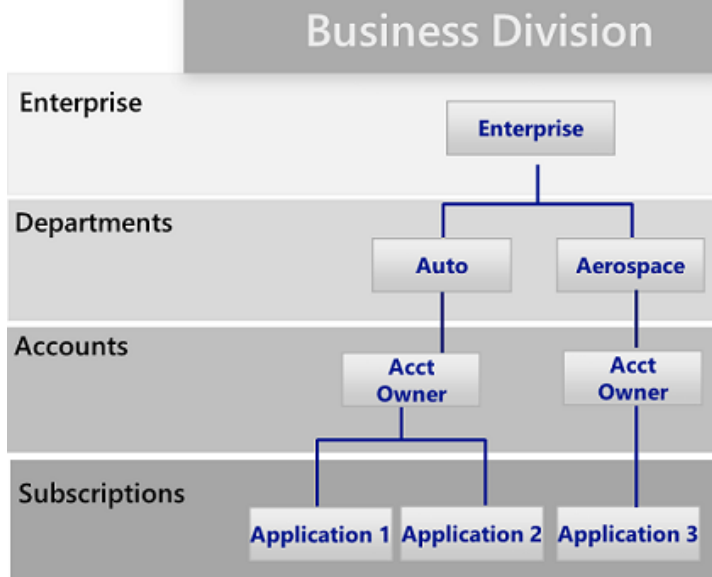 Business Division
Enterprise
Enterprise
Departments
Auto
Aerospace
Accounts
Acct
Owner
Acct
Owner
Subscriptions
Application 1
Application 2
Application 3